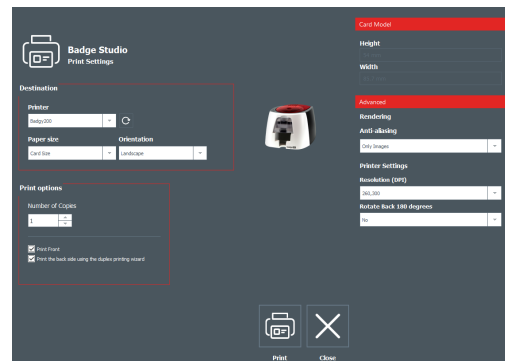 Badge Studio
Print Settings
Destination
Printer
Badgy200
Paper size
Orientation
Card Size
Landscape
Print options
Number of Copies
1
Print Front
Print the back side using the duplex printing wizard
Card Model
Height
Width
Advanced
Rendering
Anti-aliasing
Only Images
Printer Settings
Resolution (DPI)
260,300
Rotate Back 180 degrees
No
Print
Close